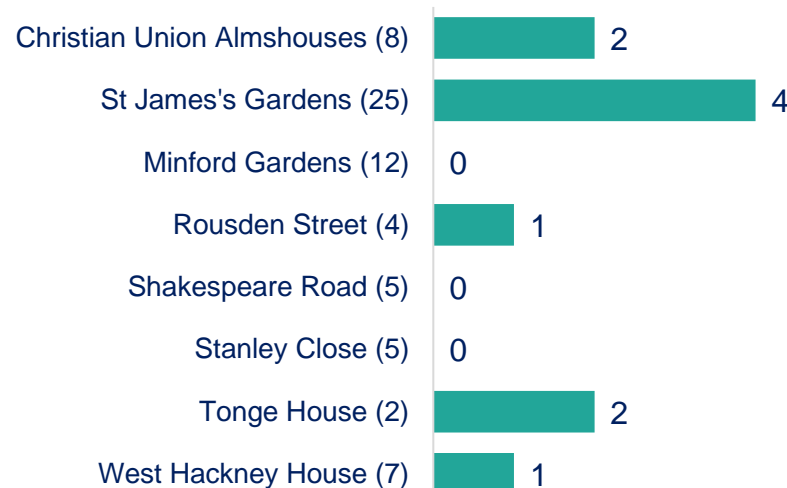 Christian Union Almshouses (8) 2
St James's Gardens (25) 4
Minford Gardens (12) 0
Rousden Street (4) 1
Shakespeare Road (5) 0
Stanley Close (5) 0
Tonge House (2) 2
West Hackney House (7) 1